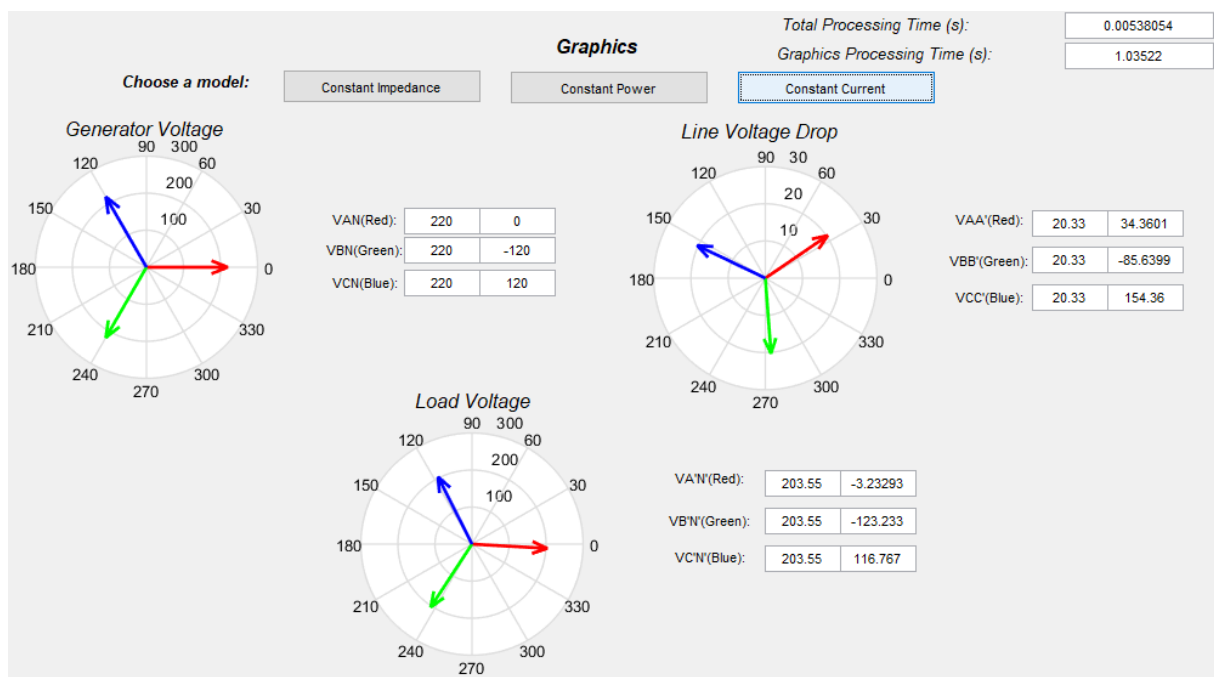 Total Processing Time (s): 0.00538054
Graphics
Graphics Processing Time (s): 1.03522
Choose a model: Constant Impedance Constant Power Constant Current
Generator Voltage
90 300
120 60
200
150 100 30
180 0
210 330
240 300
270
VAN(Red): 220 0
VBN(Green): 220 -120
VCN(Blue): 220 120
Line Voltage Drop
90 30
120 60
20
150 10 30
180 0
210 330
240 300
270
VAA'(Red): 20.33 34.3601
VBB'(Green): 20.33 -85.6399
VCC'(Blue): 20.33 154.36
Load Voltage
90 300
120 60
200
150 100 30
180 0
210 330
240 300
270
VA'N'(Red): 203.55 -3.23293
VB'N'(Green): 203.55 -123.233
VC'N'(Blue): 203.55 116.767